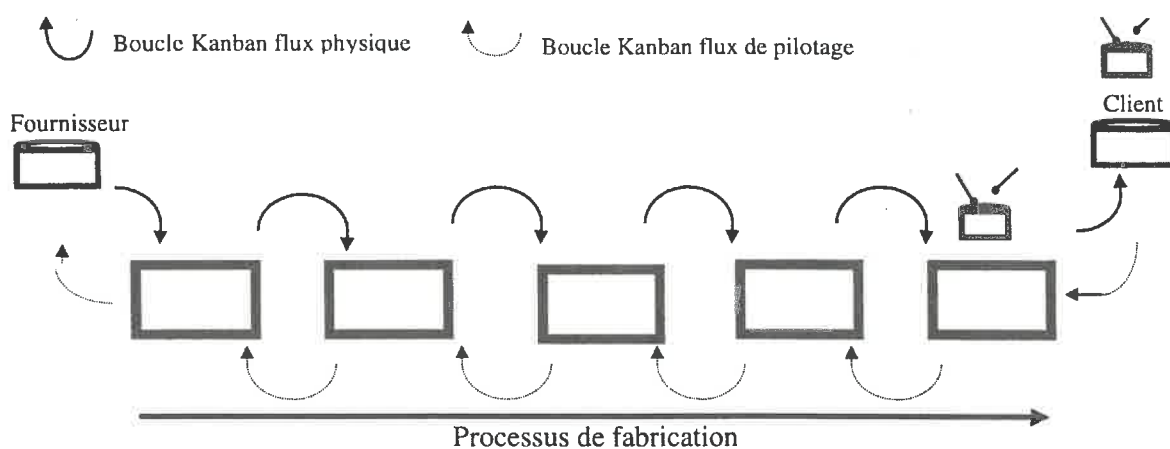 Boucle Kanban flux physique
Boucle Kanban flux de pilotage
Fournisseur
Client
Processus de fabrication